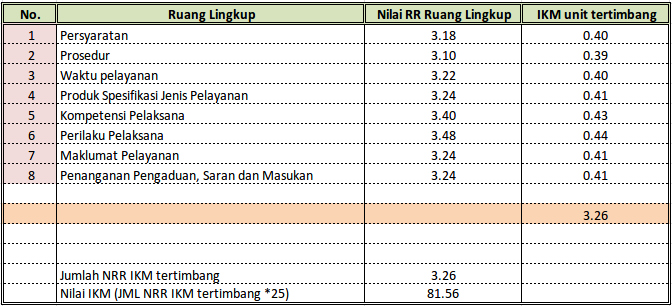 No. Ruang Lingkup Nilai RR Ruang Lingkup IKM unit tertimbang
1 Persyaratan 3.18 0.40
2 Prosedur 3.10 0.39
3 Waktu pelayanan 3.22 0.40
4 Produk Spesifikasi Jenis Pelayanan 3.24 0.41
5 Kompetensi Pelaksana 3.40 0.43
6 Perilaku Pelaksana 3.48 0.44
7 Maklumat Pelayanan 3.24 0.41
8 Penanganan Pengaduan, Saran dan Masukan 3.24 0.41
3.26
Jumlah NRR IKM tertimbang 3.26
Nilai IKM (JML NRR IKM tertimbang *25) 81.56